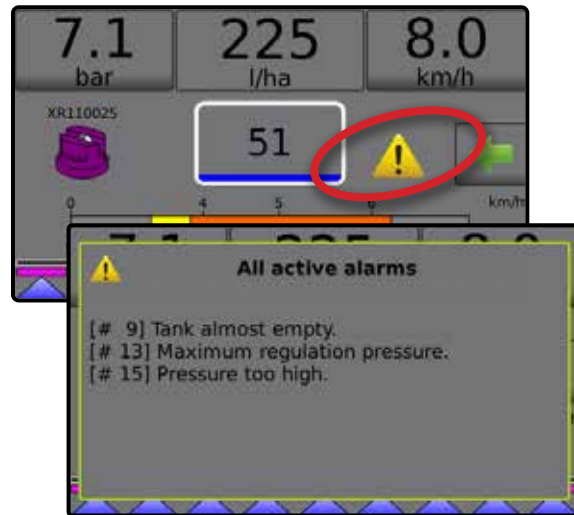 7.1
bar
225
l/ha
8.0
km/h
XR110025
51
0
4
5
6
km/h
All active alarms
[# 9] Tank almost empty.
[# 13] Maximum regulation pressure.
[# 15] Pressure too high.